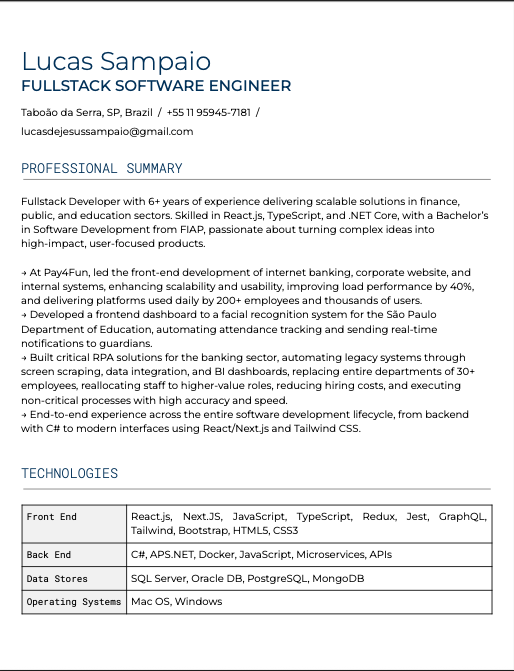 Lucas Sampaio
FULLSTACK SOFTWARE ENGINEER
Taboão da Serra, SP, Brazil / +55 11 95945-7181 /
lucasdejesussampaio@gmail.com
PROFESSIONAL SUMMARY
Fullstack Developer with 6+ years of experience delivering scalable solutions in finance,
public, and education sectors. Skilled in React.js, TypeScript, and .NET Core, with a Bachelor's
in Software Development from FIAP, passionate about turning complex ideas into
high-impact, user-focused products.
→ At Pay4Fun, led the front-end development of internet banking, corporate website, and
internal systems, enhancing scalability and usability, improving load performance by 40%,
and delivering platforms used daily by 200+ employees and thousands of users.
→ Developed a frontend dashboard to a facial recognition system for the São Paulo
Department of Education, automating attendance tracking and sending real-time
notifications to guardians.
→ Built critical RPA solutions for the banking sector, automating legacy systems through
screen scraping, data integration, and BI dashboards, replacing entire departments of 30+
employees, reallocating staff to higher-value roles, reducing hiring costs, and executing
non-critical processes with high accuracy and speed.
→ End-to-end experience across the entire software development lifecycle, from backend
with C# to modern interfaces using React/Next.js and Tailwind CSS.
TECHNOLOGIES
Front End React.js, Next.JS, JavaScript, TypeScript, Redux, Jest, GraphQL,
Tailwind, Bootstrap, HTML5, CSS3
Back End C#, APS.NET, Docker, JavaScript, Microservices, APIs
Data Stores SQL Server, Oracle DB, PostgreSQL, MongoDB
Operating Systems Mac OS, Windows